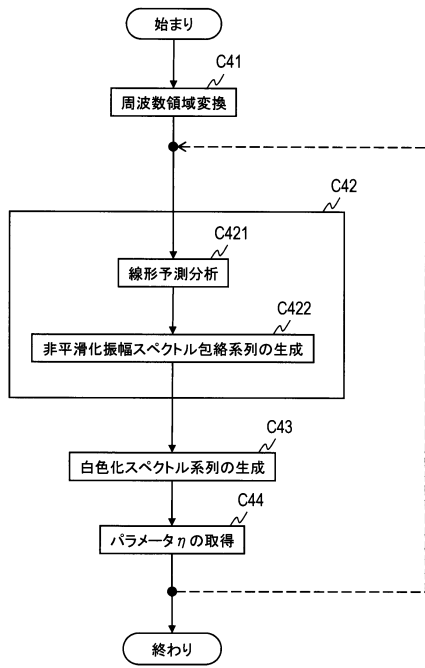 始まり
C41
周波数領域変換
C42
C421
線形予測分析
C422
非平滑化振幅スペクトル包絡系列の生成
C43
白色化スペクトル系列の生成
C44
パラメータηの取得
終わり